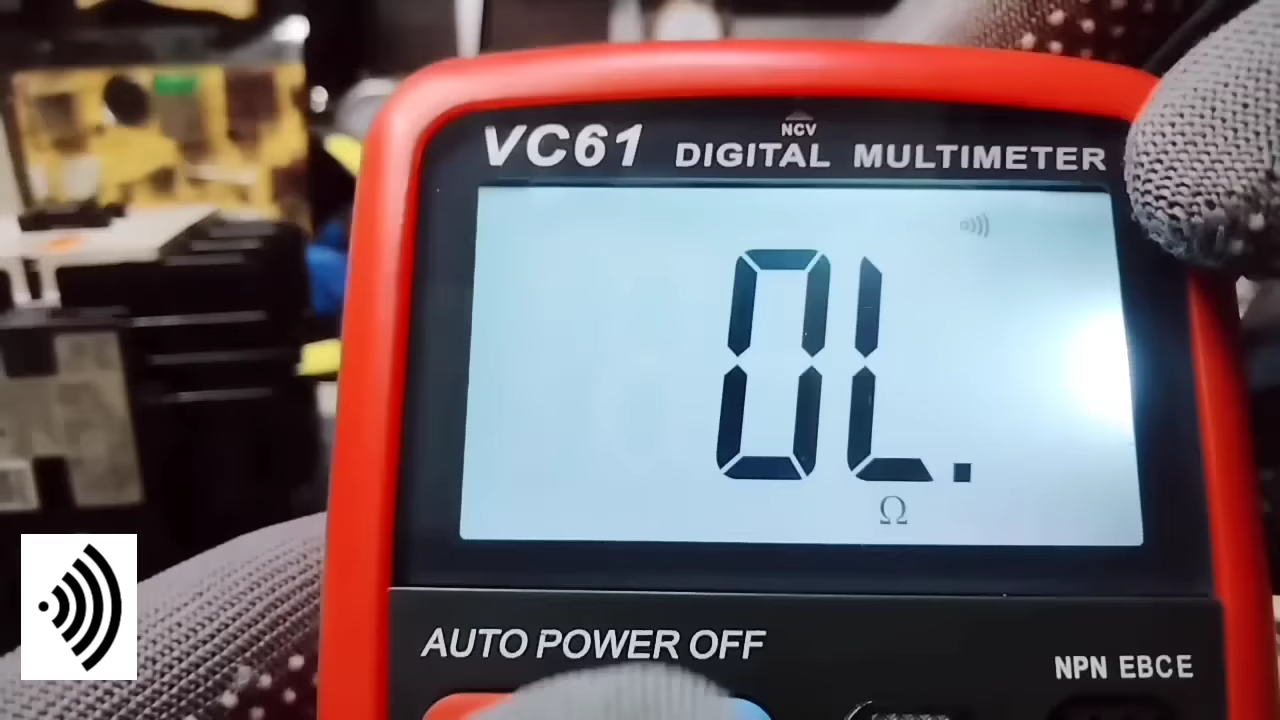 NCV
VC61 DIGITAL MULTIMETER
0L.
Ω
AUTO POWER OFF
NPN EBCE